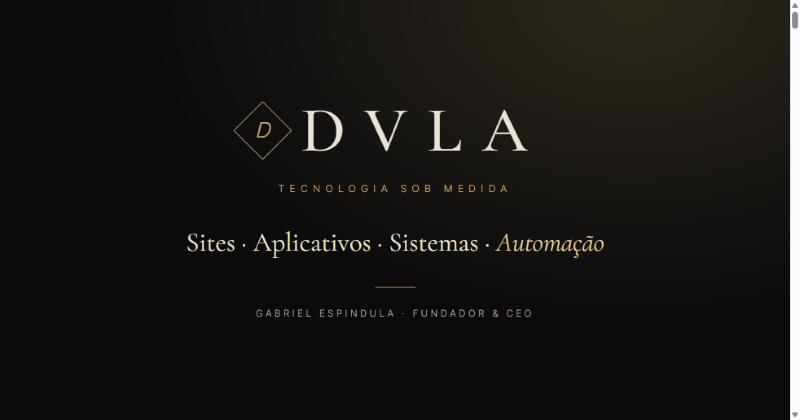 D DVLA
TECNOLOGIA SOB MEDIDA
Sites · Aplicativos · Sistemas · Automação
GABRIEL ESPINDULA · FUNDADOR & CEO